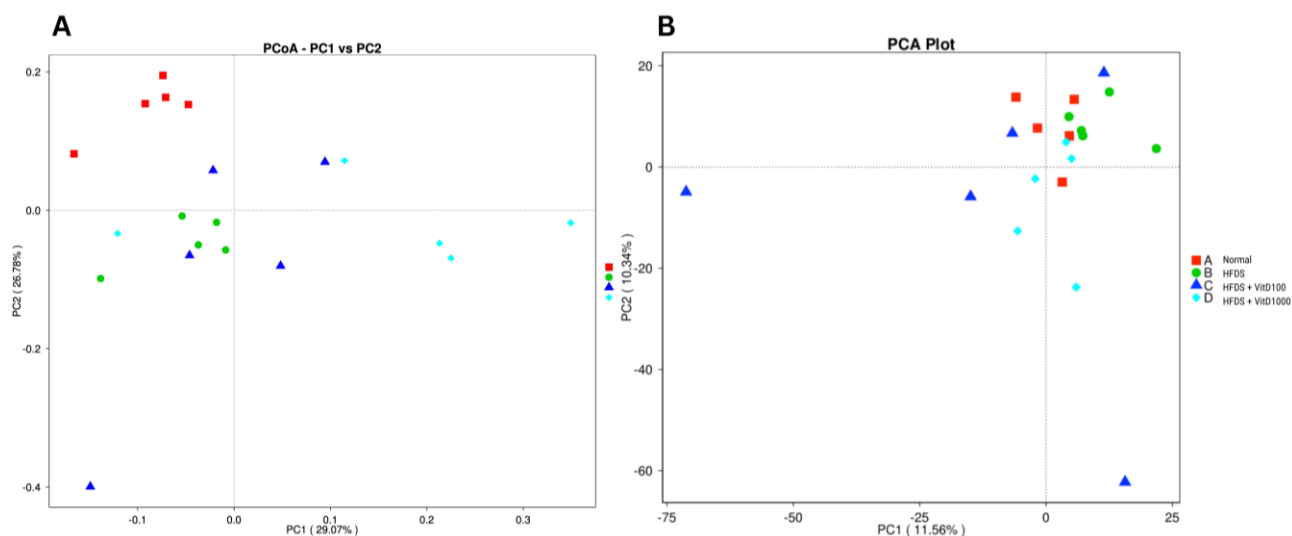 A
PCoA - PC1 vs PC2
0.2
0.0
-0.2
-0.4
PC2 ( 26.78% )
-0.1
0.0
0.1
0.2
0.3
PC1 ( 29.07% )
B
PCA Plot
20
0
-20
-40
-60
PC2 ( 10.34% )
-75
-50
-25
0
25
PC1 ( 11.56% )
A Normal
B HFDS
C HFDS + VitD100
D HFDS + VitD1000